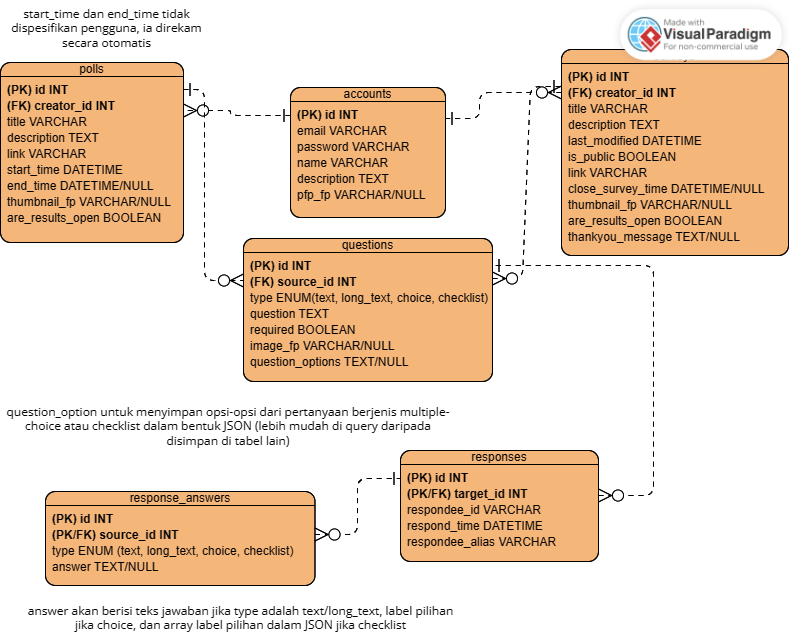 start_time dan end_time tidak
dispesifikan pengguna, ia direkam
secara otomatis
Made with
Visual Paradigm
For non-commercial use
polls
(PK) id INT
(FK) creator_id INT
title VARCHAR
description TEXT
link VARCHAR
start_time DATETIME
end_time DATETIME/NULL
thumbnail_fp VARCHAR/NULL
are_results_open BOOLEAN
accounts
(PK) id INT
email VARCHAR
password VARCHAR
name VARCHAR
description TEXT
pfp_fp VARCHAR/NULL
(PK) id INT
(FK) creator_id INT
title VARCHAR
description TEXT
last_modified DATETIME
is_public BOOLEAN
link VARCHAR
close_survey_time DATETIME/NULL
thumbnail_fp VARCHAR/NULL
are_results_open BOOLEAN
thankyou_message TEXT/NULL
questions
(PK) id INT
(FK) source_id INT
type ENUM(text, long_text, choice, checklist)
question TEXT
required BOOLEAN
image_fp VARCHAR/NULL
question_options TEXT/NULL
question_option untuk menyimpan opsi-opsi dari pertanyaan berjenis multiple-
choice atau checklist dalam bentuk JSON (lebih mudah di query daripada
disimpan di tabel lain)
responses
(PK) id INT
(PK/FK) target_id INT
respondee_id VARCHAR
respond_time DATETIME
respondee_alias VARCHAR
response_answers
(PK) id INT
(PK/FK) source_id INT
type ENUM (text, long_text, choice, checklist)
answer TEXT/NULL
answer akan berisi teks jawaban jika type adalah text/long_text, label pilihan
jika choice, dan array label pilihan dalam JSON jika checklist